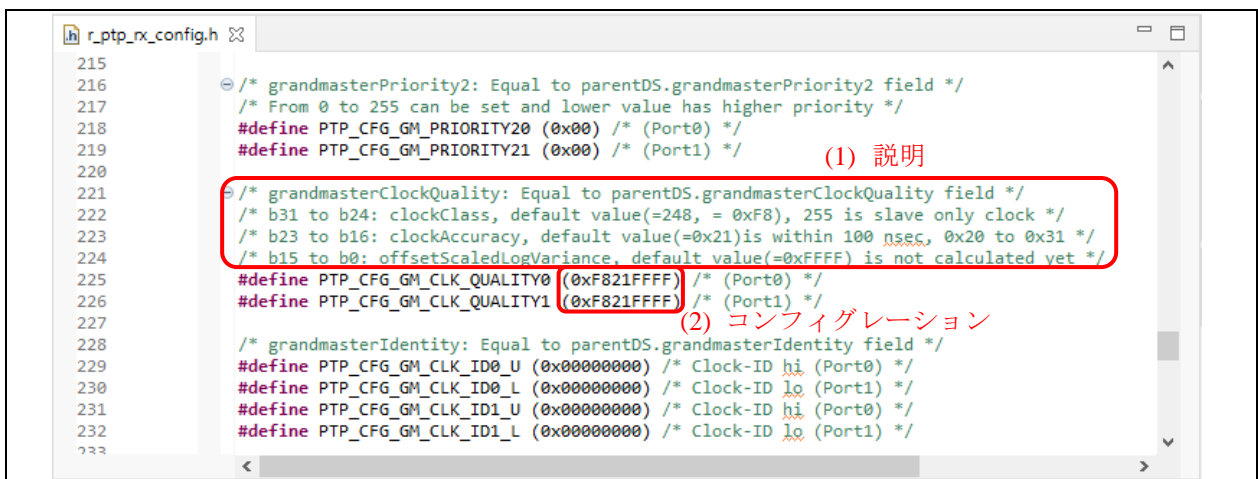 r_ptp_rx_config.h
215
216 /* grandmasterPriority2: Equal to parentDS.grandmasterPriority2 field */
217 /* From 0 to 255 can be set and lower value has higher priority */
218 #define PTP_CFG_GM_PRIORITY20 (0x00) /* (Port0) */
219 #define PTP_CFG_GM_PRIORITY21 (0x00) /* (Port1) */
(1) 説明
220
221 /* grandmasterClockQuality: Equal to parentDS.grandmasterClockQuality field */
222 /* b31 to b24: clockClass, default value(=248, = 0xF8), 255 is slave only clock */
223 /* b23 to b16: clockAccuracy, default value(=0x21)is within 100 nsec, 0x20 to 0x31 */
224 /* b15 to b0: offsetScaledLogVariance, default value(=0xFFFF) is not calculated yet */
225 #define PTP_CFG_GM_CLK_QUALITY0 (0xF821FFFF) /* (Port0) */
226 #define PTP_CFG_GM_CLK_QUALITY1 (0xF821FFFF) /* (Port1) */
(2) コンフィグレーション
227
228 /* grandmasterIdentity: Equal to parentDS.grandmasterIdentity field */
229 #define PTP_CFG_GM_CLK_ID0_U (0x00000000) /* Clock-ID hi (Port0) */
230 #define PTP_CFG_GM_CLK_ID0_L (0x00000000) /* Clock-ID lo (Port1) */
231 #define PTP_CFG_GM_CLK_ID1_U (0x00000000) /* Clock-ID hi (Port0) */
232 #define PTP_CFG_GM_CLK_ID1_L (0x00000000) /* Clock-ID lo (Port1) */
233